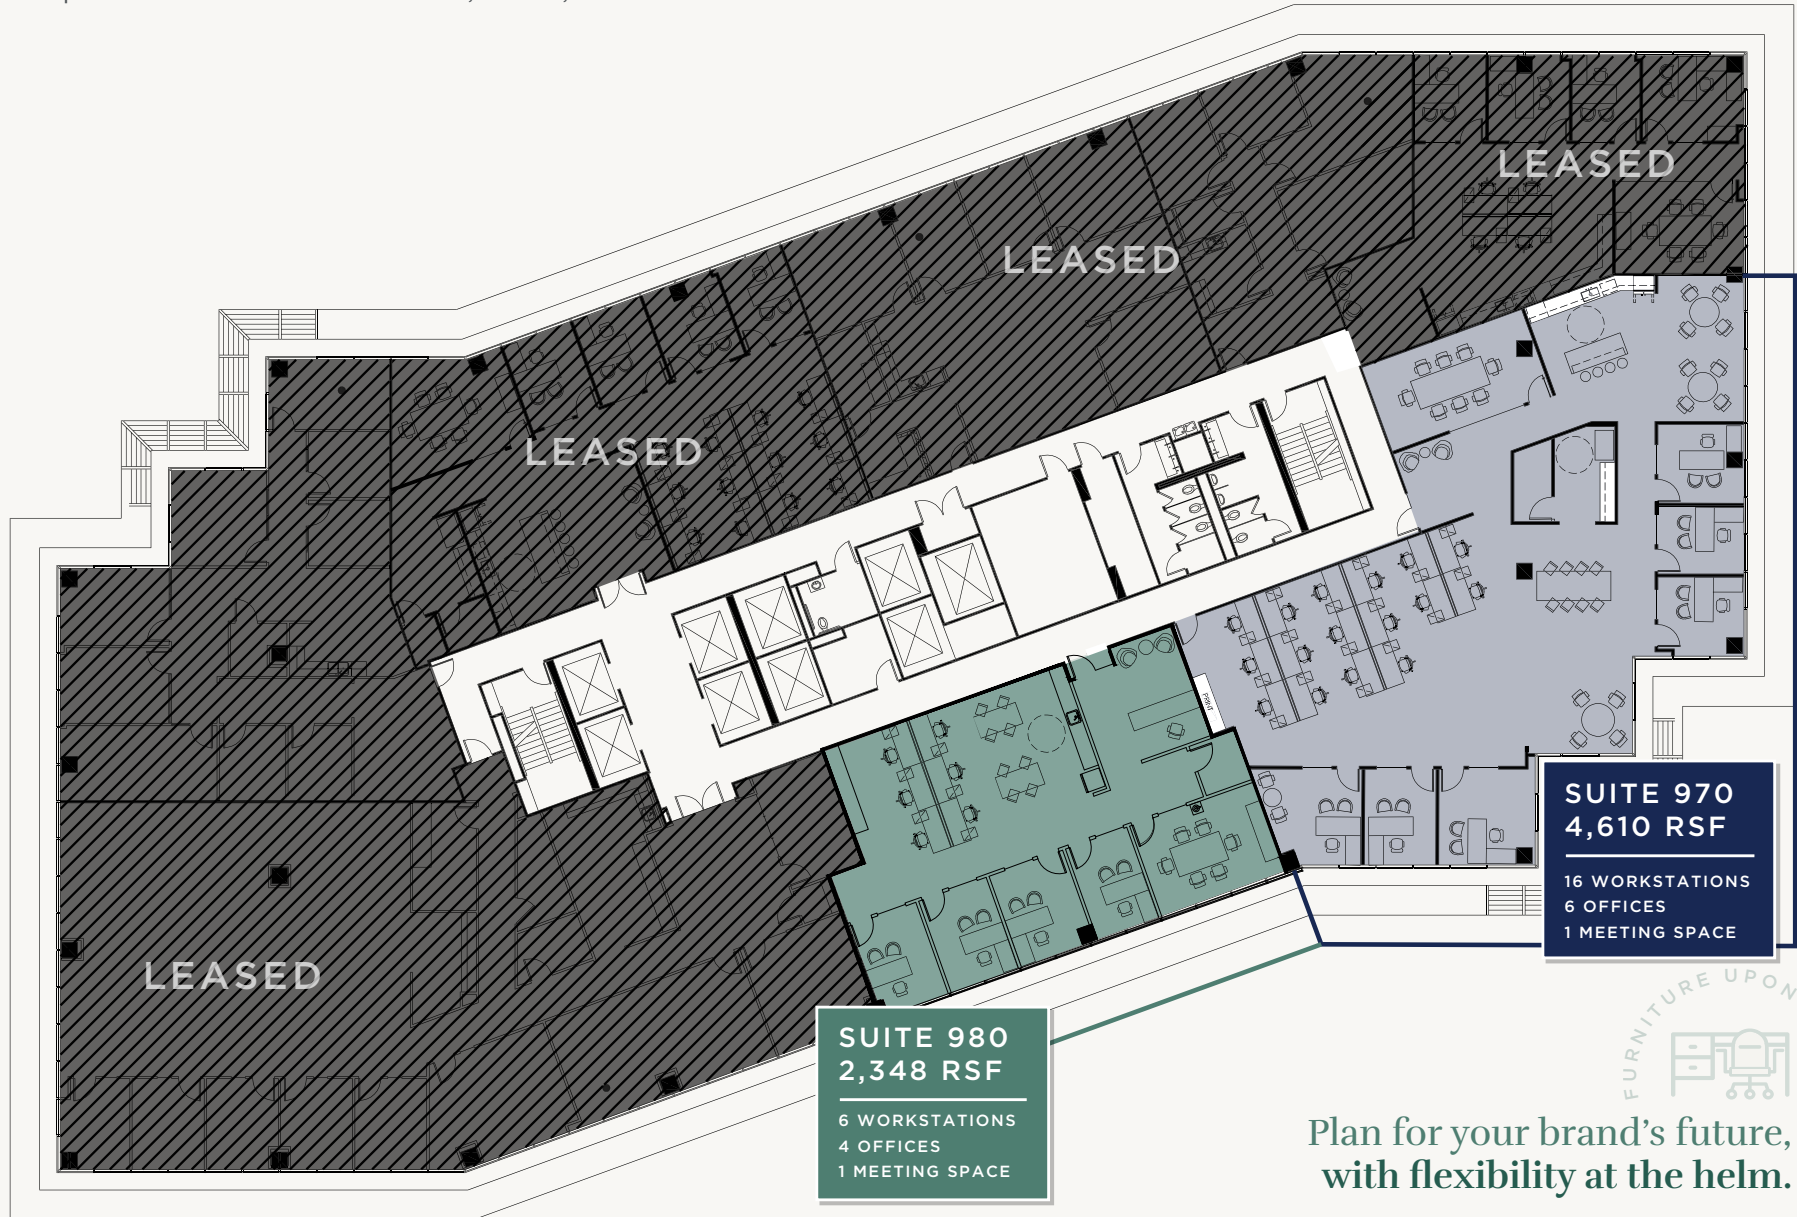 LEASED
LEASED
LEASED
LEASED
PRINT
SUITE 970
4,610 RSF
16 WORKSTATIONS
6 OFFICES
1 MEETING SPACE
SUITE 980
2,348 RSF
6 WORKSTATIONS
4 OFFICES
1 MEETING SPACE
FURNITURE UPON
Plan for your brand's future,
with flexibility at the helm.